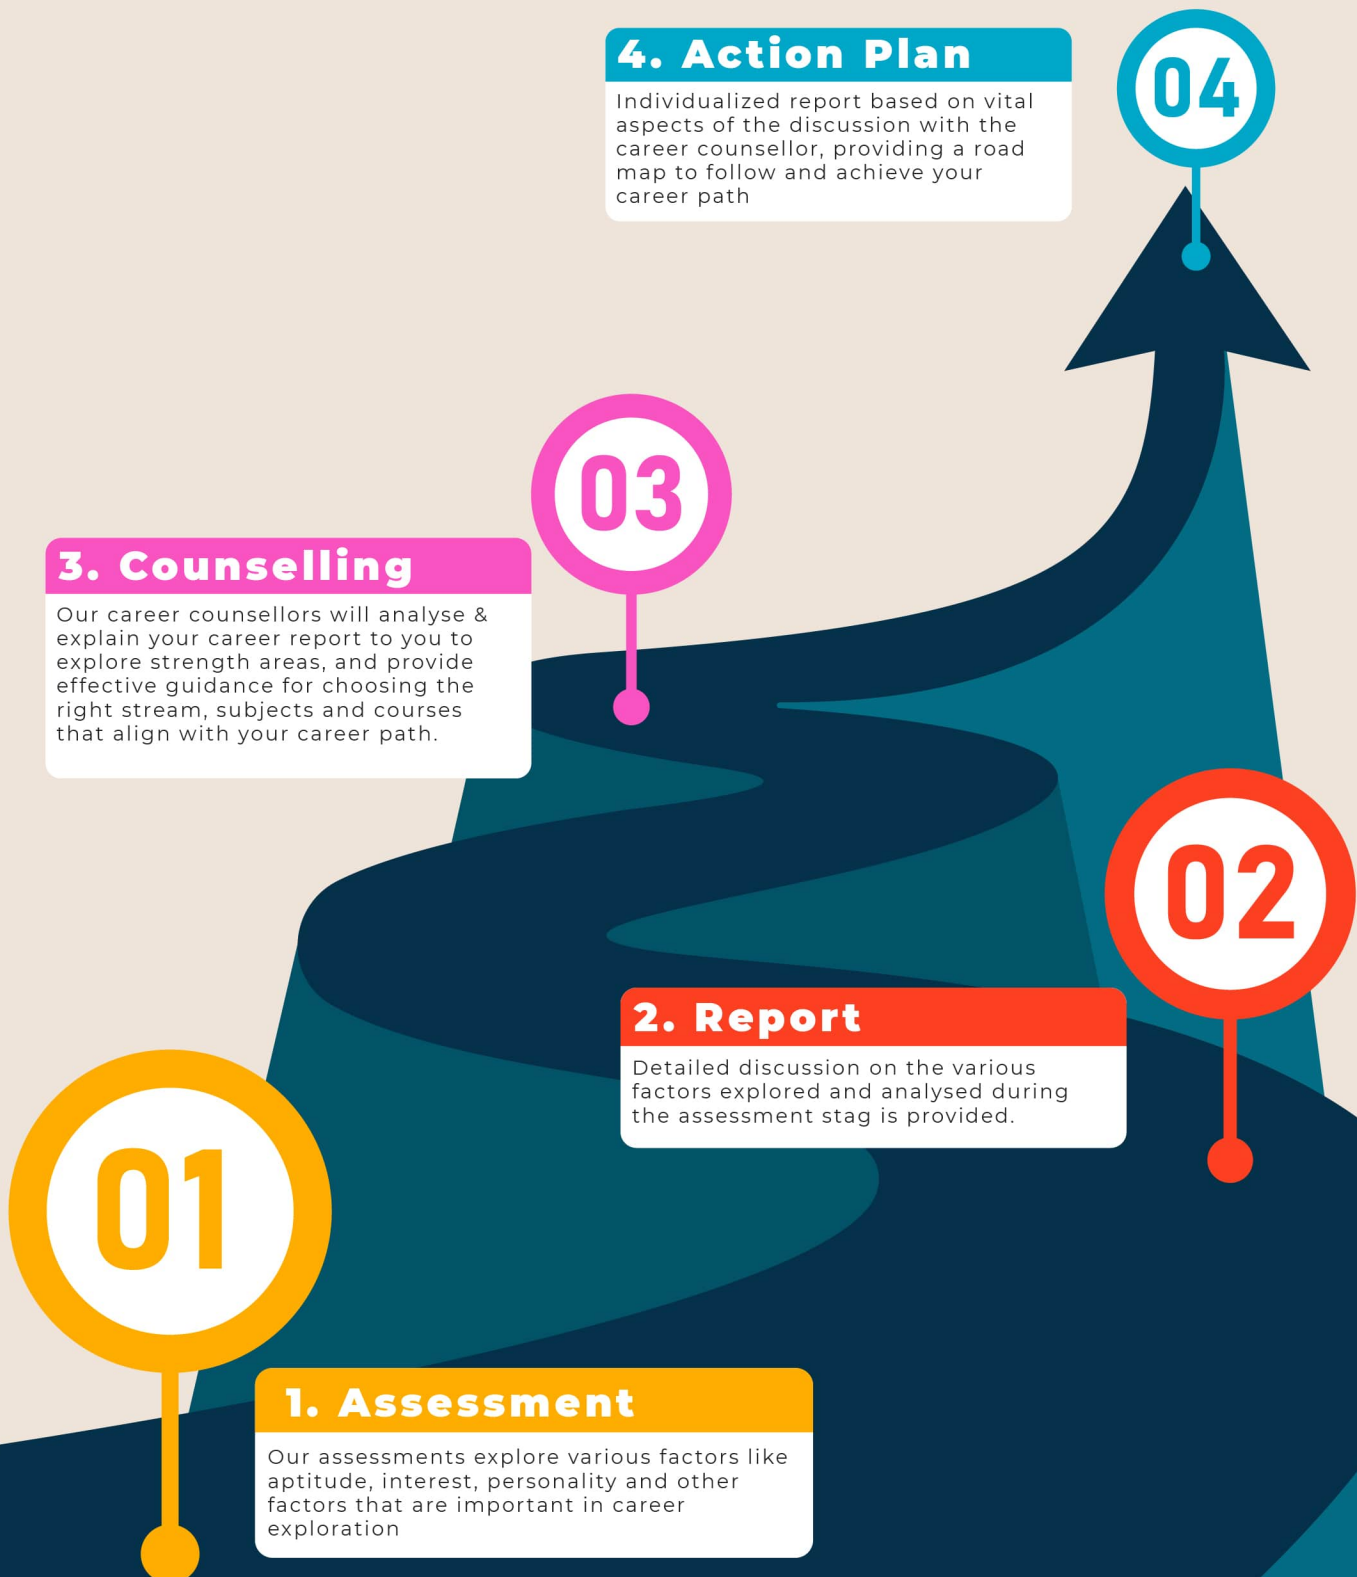 4. Action Plan
04
Individualized report based on vital
aspects of the discussion with the
career counsellor, providing a road
map to follow and achieve your
career path
03
3. Counselling
Our career counsellors will analyse &
explain your career report to you to
explore strength areas, and provide
effective guidance for choosing the
right stream, subjects and courses
that align with your career path.
02
2. Report
Detailed discussion on the various
factors explored and analysed during
the assessment stag is provided.
01
1. Assessment
Our assessments explore various factors like
aptitude, interest, personality and other
factors that are important in career
exploration